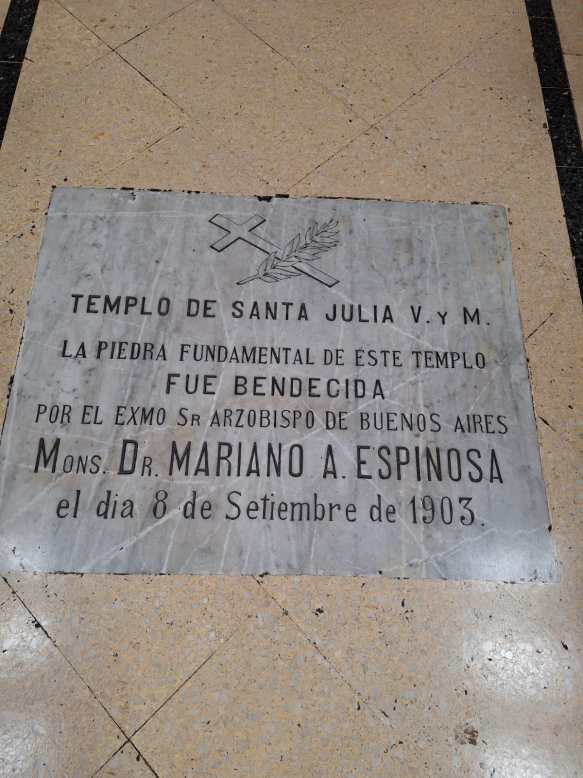 TEMPLO DE SANTA JULIA V. Y M.
LA PIEDRA FUNDAMENTAL DE ESTE TEMPLO
FUE BENDECIDA
POR EL EXMO SR ARZOBISPO DE BUENOS AIRES
MONS. DR. MARIANO A. ESPINOSA
el dia 8 de Setiembre de 1903.